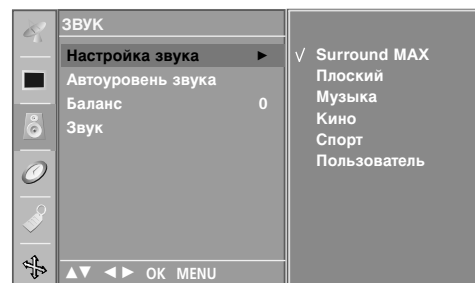 ЗВУК
Настройка звука ►
Автоуровень звука
Баланс 0
Звук
▲▼ ◄► OK MENU
√ Surround MAX
Плоский
Музыка
Кино
Спорт
Пользователь